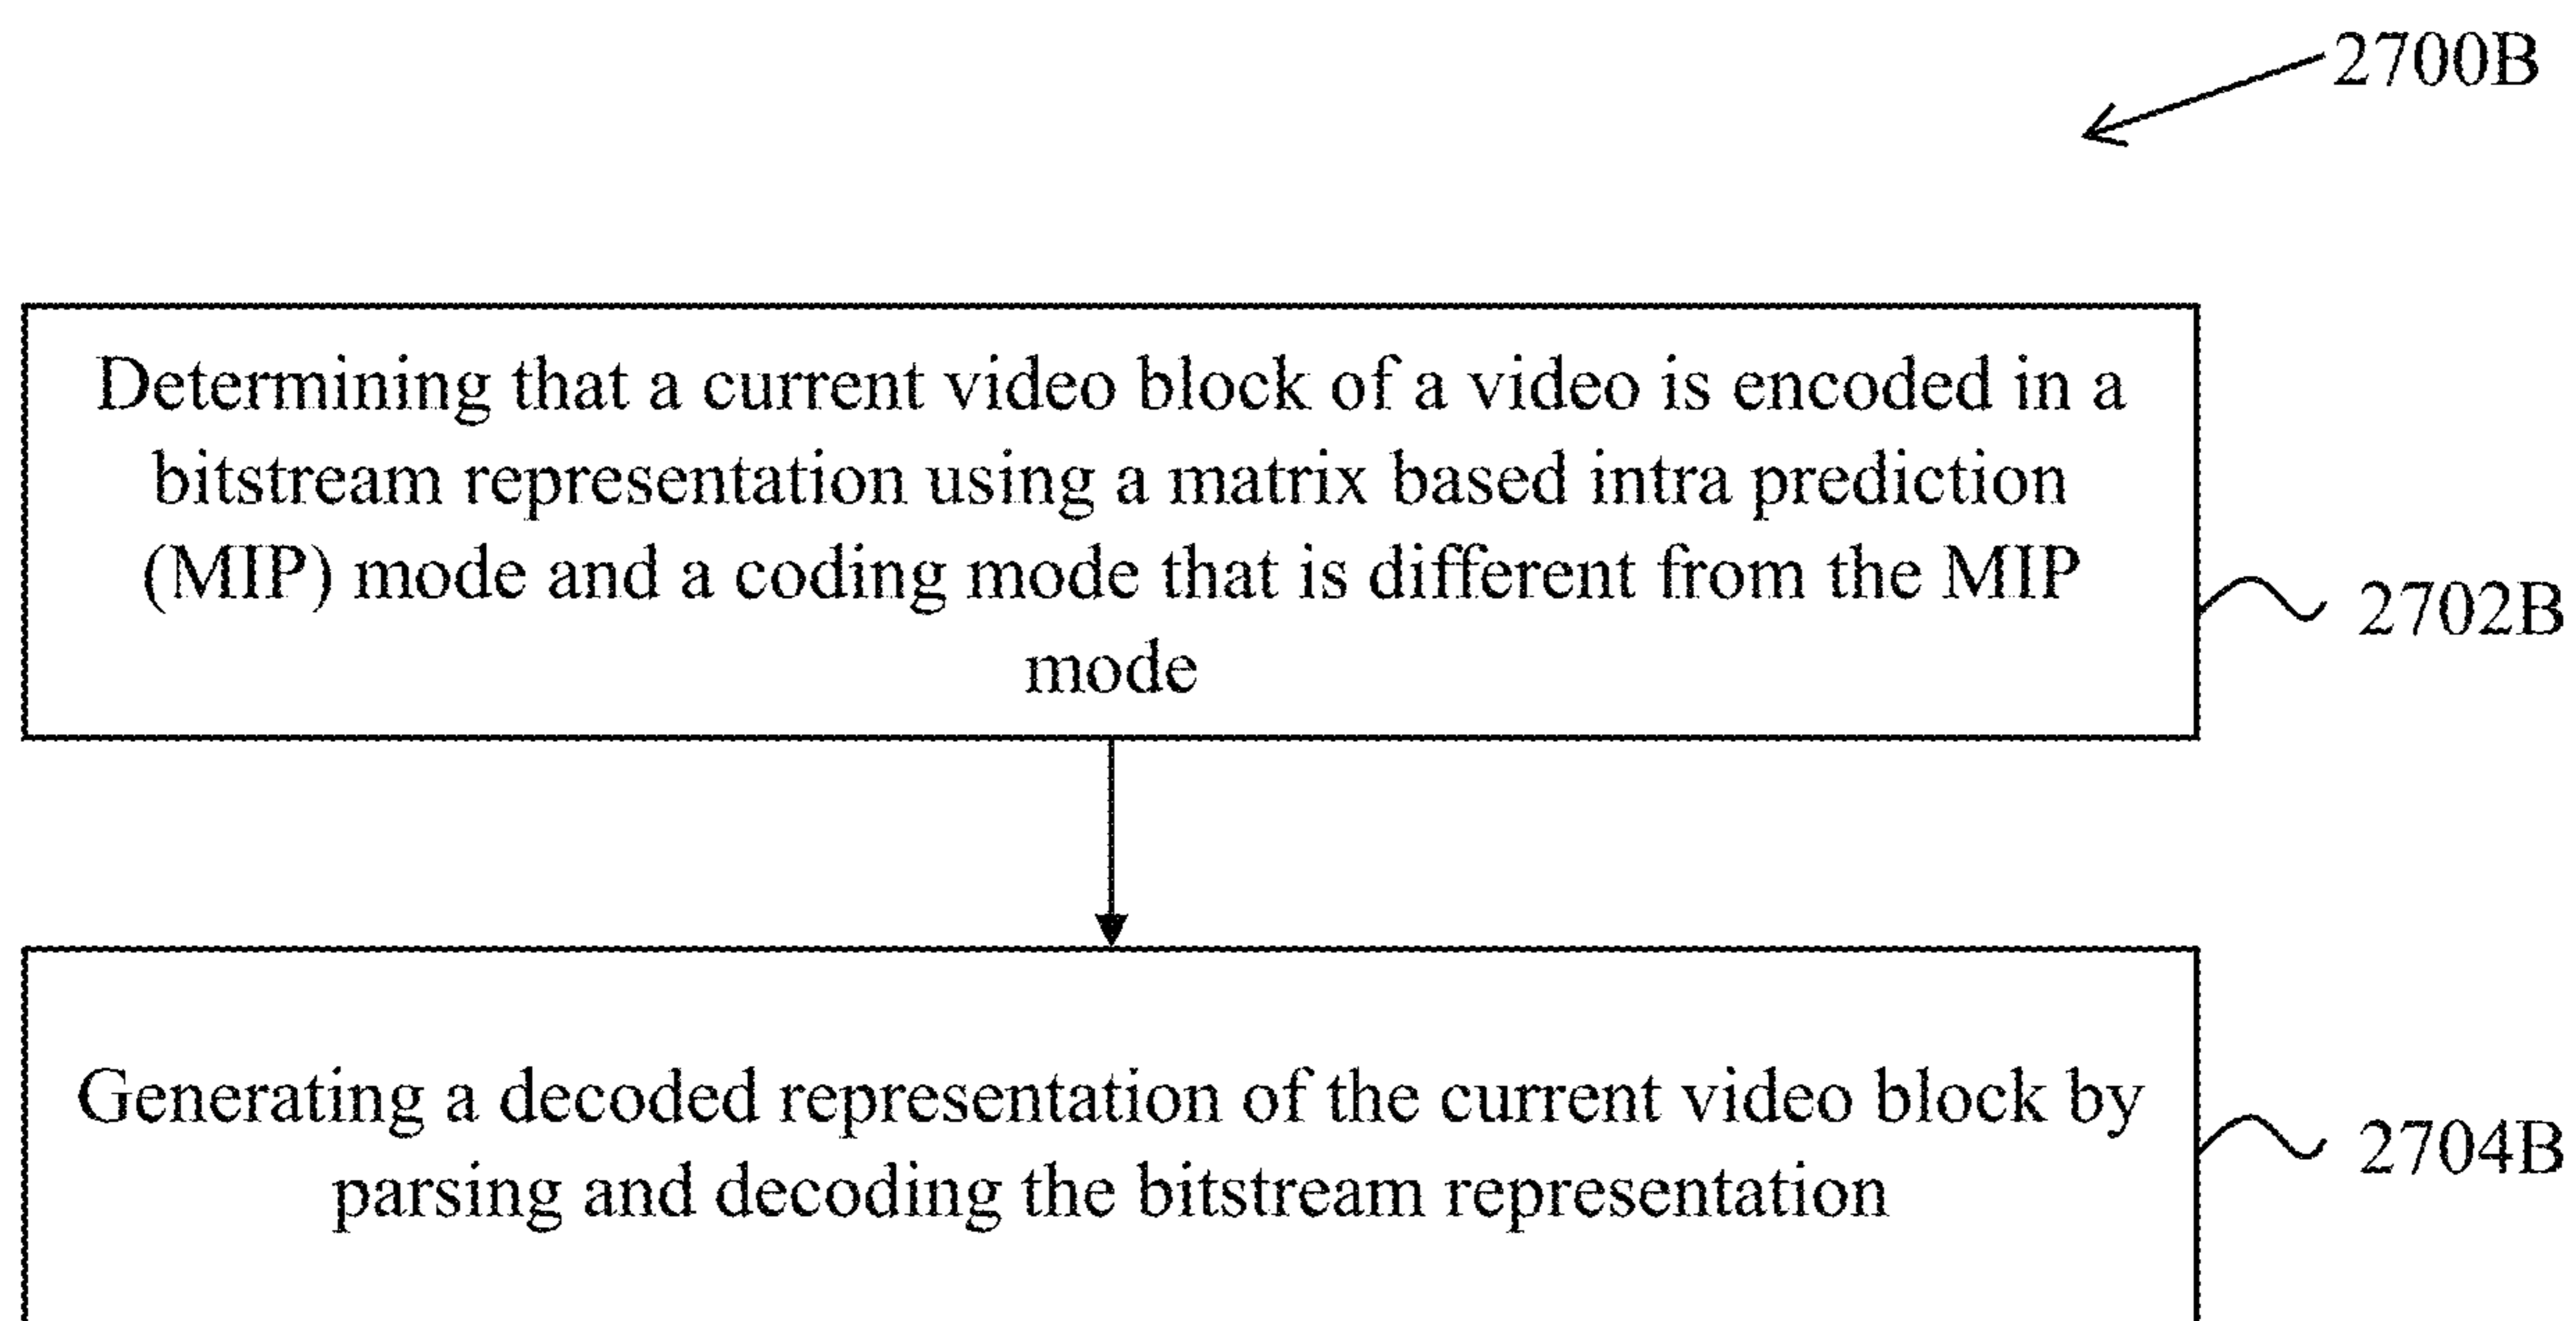 2700B
Determining that a current video block of a video is encoded in a
bitstream representation using a matrix based intra prediction
(MIP) mode and a coding mode that is different from the MIP
mode
2702B
Generating a decoded representation of the current video block by
parsing and decoding the bitstream representation
2704B